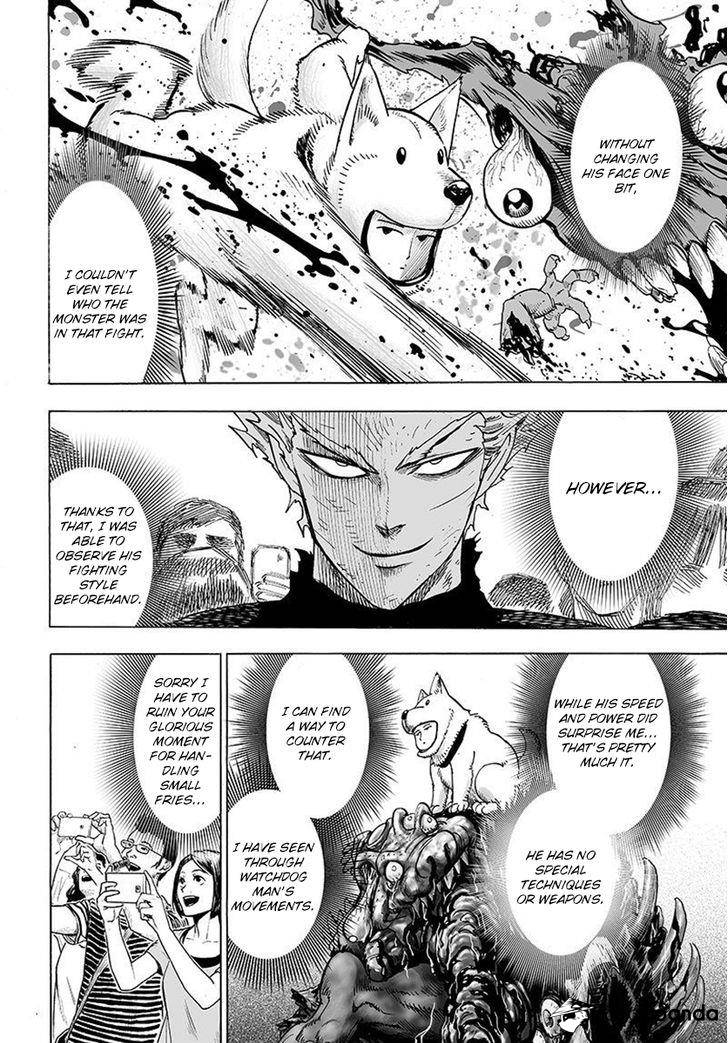 WITHOUT
CHANGING
HIS FACE ONE
BIT,
I COULDN'T
EVEN TELL
WHO THE
MONSTER WAS
IN THAT FIGHT.
HOWEVER...
THANKS TO
THAT, I WAS
ABLE TO
OBSERVE HIS
FIGHTING
STYLE
BEFOREHAND.
WHILE HIS SPEED
AND POWER DID
SURPRISE ME...
THAT'S PRETTY
MUCH IT.
HE HAS NO
SPECIAL
TECHNIQUES
OR WEAPONS.
I CAN FIND
A WAY TO
COUNTER
THAT.
I HAVE SEEN
THROUGH
WATCHDOG
MAN'S
MOVEMENTS.
SORRY I
HAVE TO
RUIN YOUR
GLORIOUS
MOMENT
FOR HAN-
DLING
SMALL
FRIES...